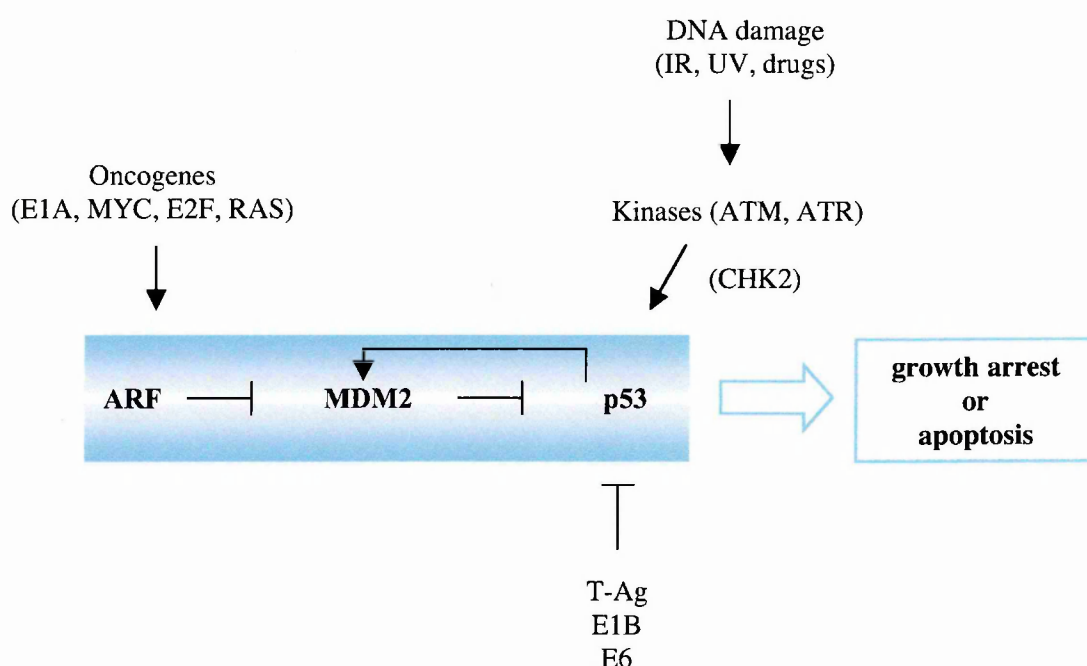 DNA damage
(IR, UV, drugs)
Oncogenes
(E1A, MYC, E2F, RAS)
Kinases (ATM, ATR)
(CHK2)
ARF MDM2 p53
growth arrest
or
apoptosis
T-Ag
E1B
E6